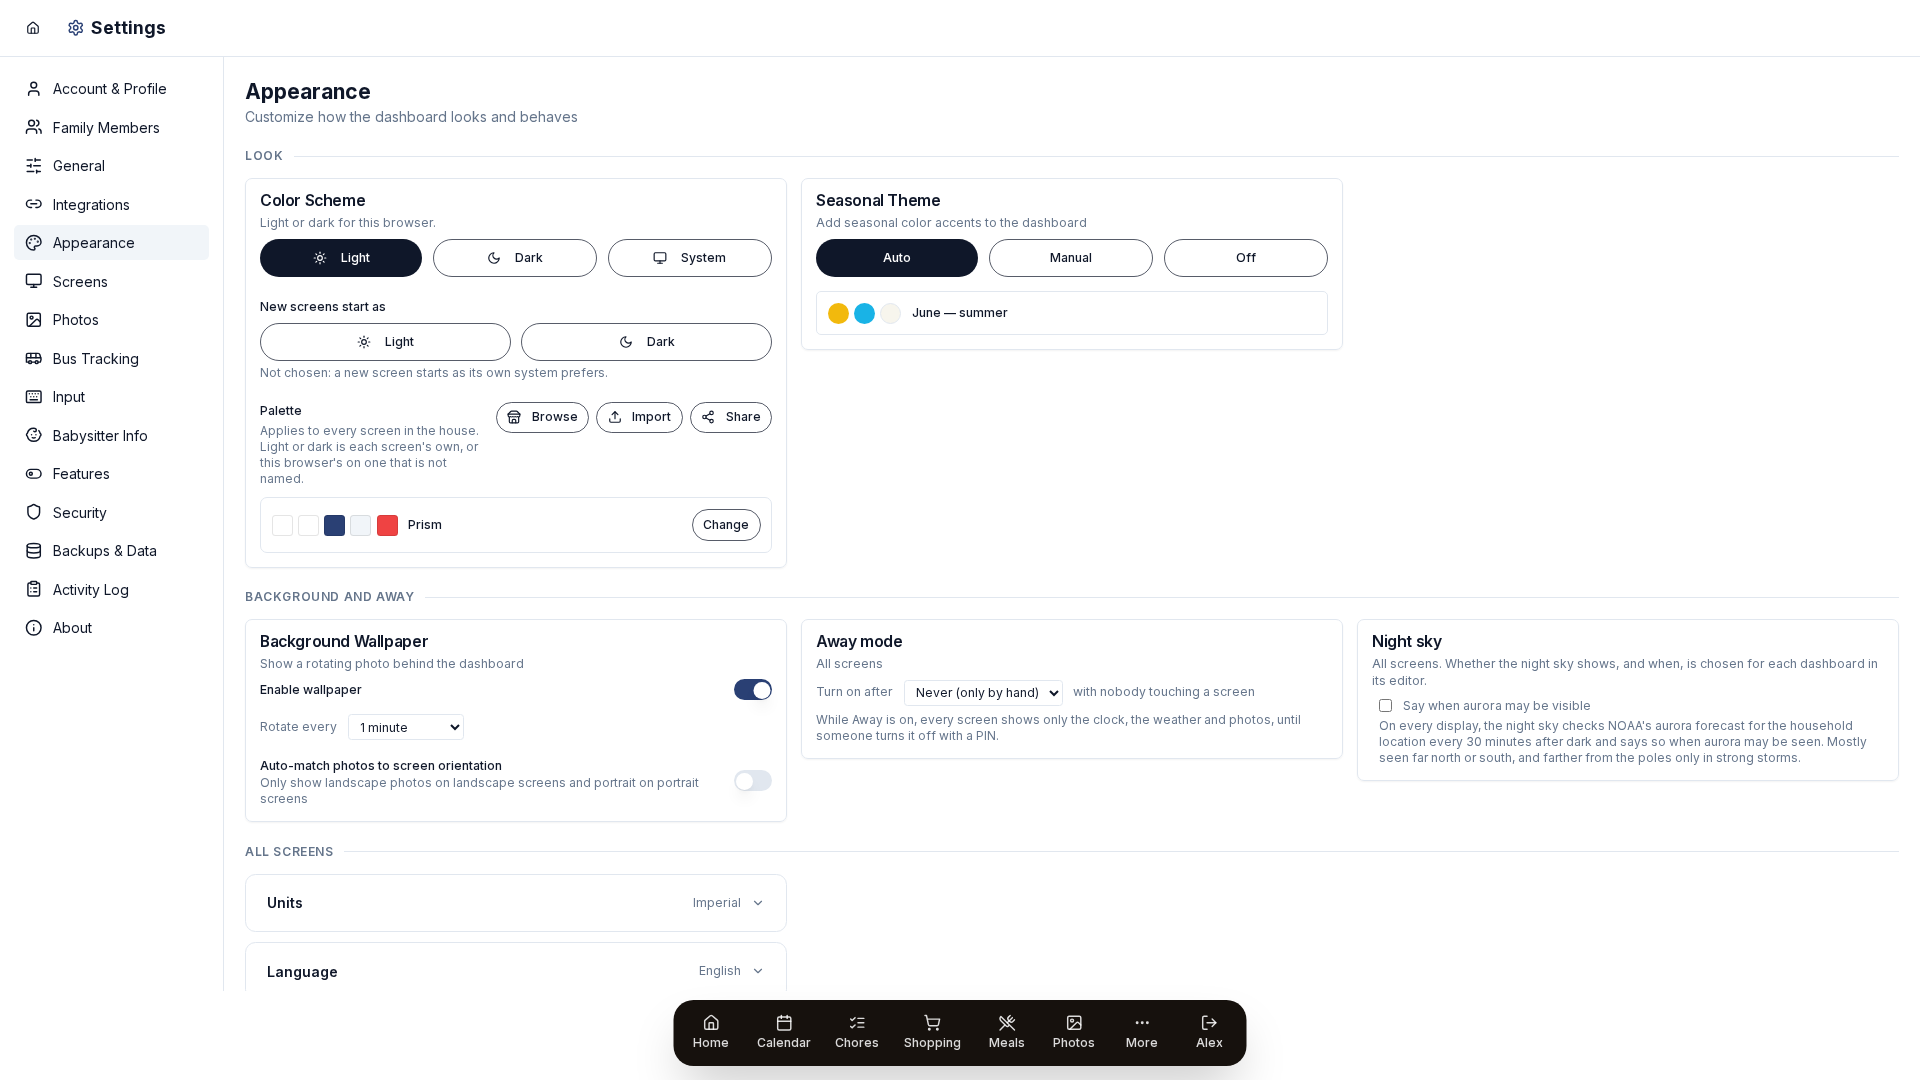 Settings
Account & Profile
Family Members
General
Integrations
Appearance
Screens
Photos
Bus Tracking
Input
Babysitter Info
Features
Security
Backups & Data
Activity Log
About
Appearance
Customize how the dashboard looks and behaves
LOOK
Color Scheme
Light or dark for this browser.
Light
Dark
System
New screens start as
Light
Dark
Not chosen: a new screen starts as its own system prefers.
Palette
Applies to every screen in the house.
Light or dark is each screen's own, or
this browser's on one that is not
named.
Browse
Import
Share
Prism
Change
Seasonal Theme
Add seasonal color accents to the dashboard
Auto
Manual
Off
June — summer
BACKGROUND AND AWAY
Background Wallpaper
Show a rotating photo behind the dashboard
Enable wallpaper
Rotate every
1 minute
Auto-match photos to screen orientation
Only show landscape photos on landscape screens and portrait on portrait
screens
Away mode
All screens
Turn on after
Never (only by hand)
with nobody touching a screen
While Away is on, every screen shows only the clock, the weather and photos, until
someone turns it off with a PIN.
Night sky
All screens. Whether the night sky shows, and when, is chosen for each dashboard in
its editor.
Say when aurora may be visible
On every display, the night sky checks NOAA's aurora forecast for the household
location every 30 minutes after dark and says so when aurora may be seen. Mostly
seen far north or south, and farther from the poles only in strong storms.
ALL SCREENS
Units
Imperial
Language
English
Home
Calendar
Chores
Shopping
Meals
Photos
More
Alex